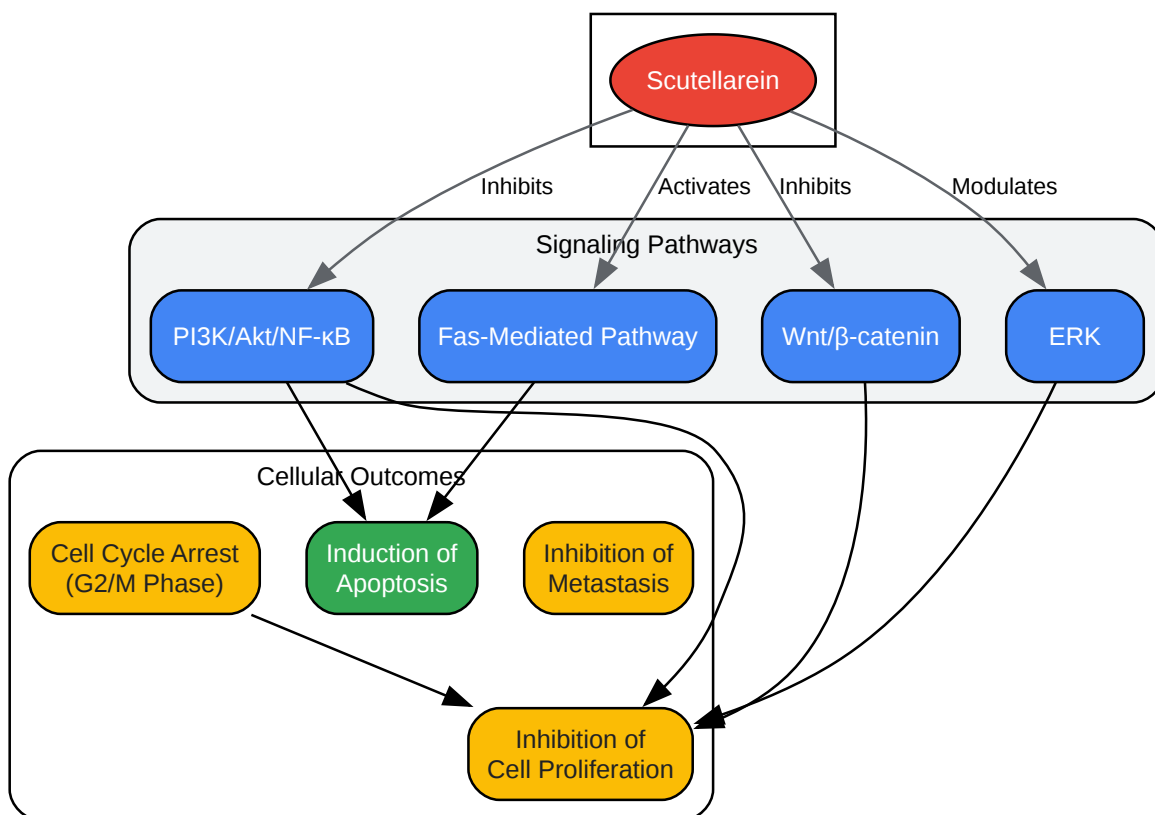 Scutellarein
Inhibits
Activates
Inhibits
Modulates
Signaling Pathways
PI3K/Akt/NF-κB
Fas-Mediated Pathway
Wnt/β-catenin
ERK
Cellular Outcomes
Cell Cycle Arrest
(G2/M Phase)
Induction of
Apoptosis
Inhibition of
Metastasis
Inhibition of
Cell Proliferation